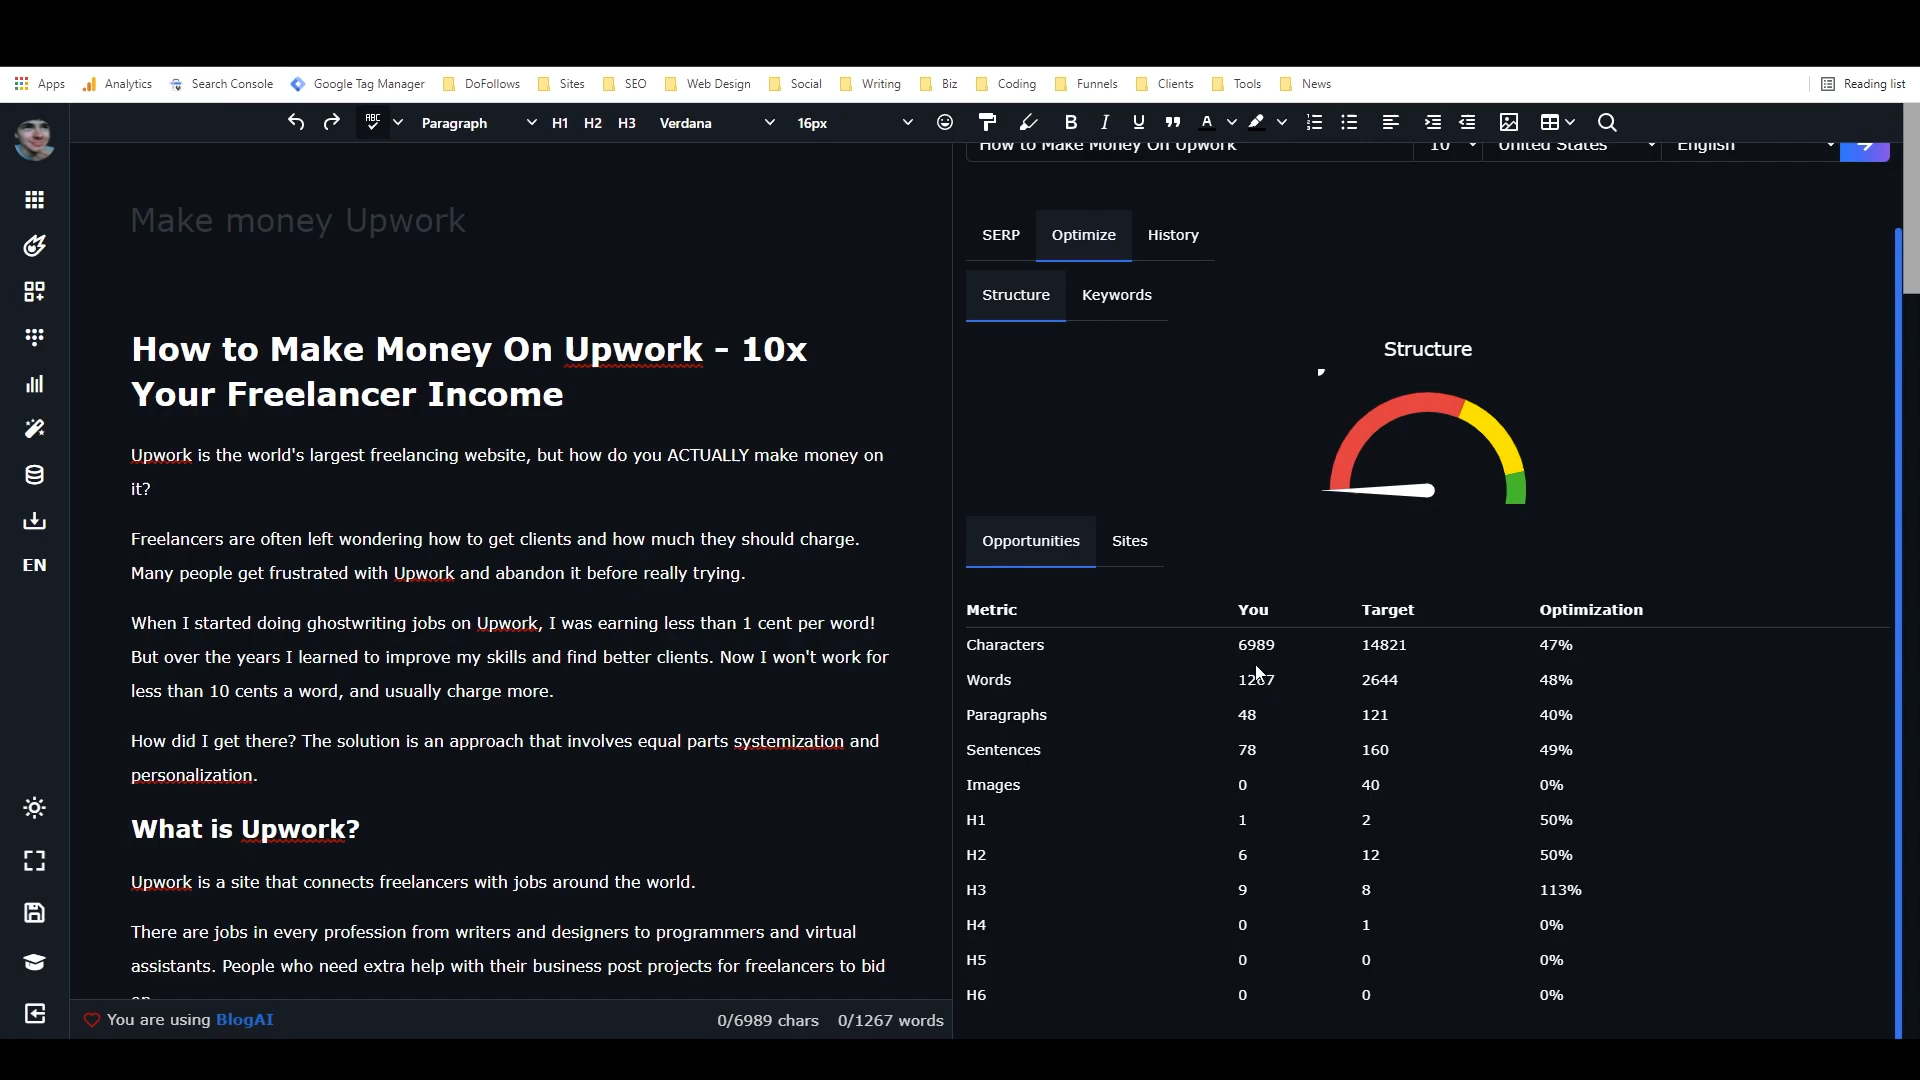 Apps Analytics Search Console Google Tag Manager DoFollows Sites SEO Web Design Social Writing Biz Coding Funnels Clients Tools News Reading list
ABC Paragraph H1 H2 H3 Verdana 16px B I U A
How to Make Money On Upwork 10 United States English
Make money Upwork
How to Make Money On Upwork - 10x
Your Freelancer Income
Upwork is the world's largest freelancing website, but how do you ACTUALLY make money on
it?
Freelancers are often left wondering how to get clients and how much they should charge.
Many people get frustrated with Upwork and abandon it before really trying.
When I started doing ghostwriting jobs on Upwork, I was earning less than 1 cent per word!
But over the years I learned to improve my skills and find better clients. Now I won't work for
less than 10 cents a word, and usually charge more.
How did I get there? The solution is an approach that involves equal parts systemization and
personalization.
What is Upwork?
Upwork is a site that connects freelancers with jobs around the world.
There are jobs in every profession from writers and designers to programmers and virtual
assistants. People who need extra help with their business post projects for freelancers to bid
on
EN
You are using BlogAI 0/6989 chars 0/1267 words
SERP Optimize History
Structure Keywords
Structure
Opportunities Sites
Metric You Target Optimization
Characters 6989 14821 47%
Words 1267 2644 48%
Paragraphs 48 121 40%
Sentences 78 160 49%
Images 0 40 0%
H1 1 2 50%
H2 6 12 50%
H3 9 8 113%
H4 0 1 0%
H5 0 0 0%
H6 0 0 0%